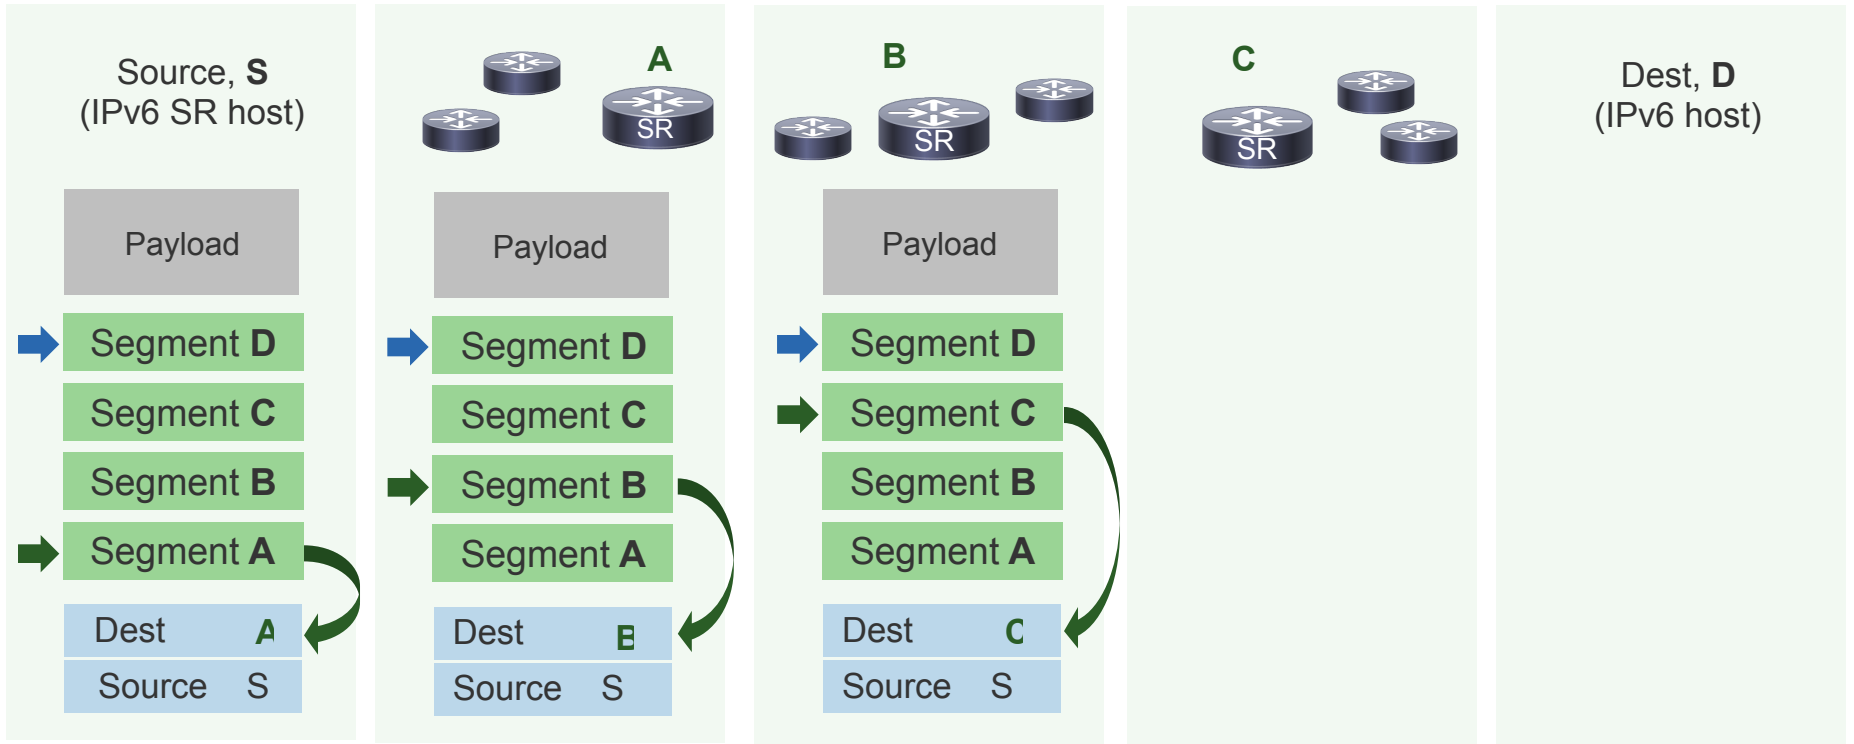 Source, S
(IPv6 SR host)
Payload
Segment D
Segment C
Segment B
Segment A
Dest A
Source S
A
SR
Payload
Segment D
Segment C
Segment B
Segment A
Dest B
Source S
B
SR
Payload
Segment D
Segment C
Segment B
Segment A
Dest C
Source S
C
SR
Dest, D
(IPv6 host)